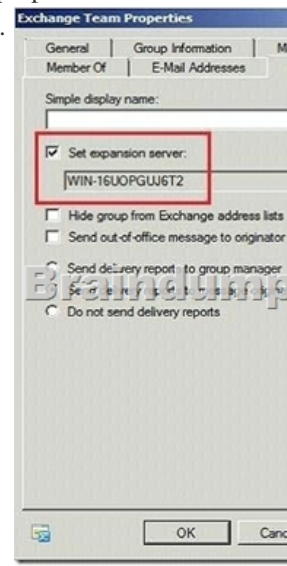 Exchange Team Properties
General Group Information M
Member Of E-Mail Addresses
Simple display name:
Set expansion server:
WIN-16UOPGUJ6T2
Hide group from Exchange address lists
Send out-of-office message to originator
Send delivery report to group manager
Braindump
Do not send delivery reports
OK Canc